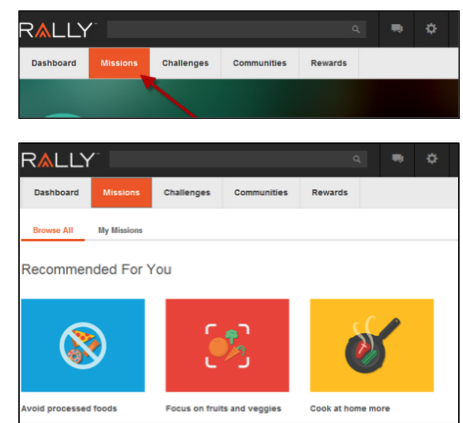 RALLY
Dashboard Missions Challenges Communities Rewards
RALLY
Dashboard Missions Challenges Communities Rewards
Browse All My Missions
Recommended For You
Avoid processed foods Focus on fruits and veggies Cook at home more